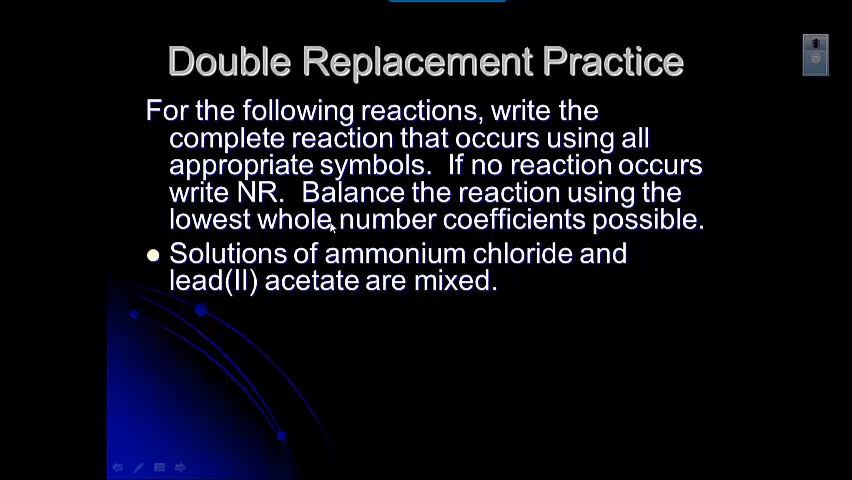 Double Replacement Practice
For the following reactions, write the
complete reaction that occurs using all
appropriate symbols. If no reaction occurs
write NR. Balance the reaction using the
lowest whole number coefficients possible.
Solutions of ammonium chloride and
lead(II) acetate are mixed.